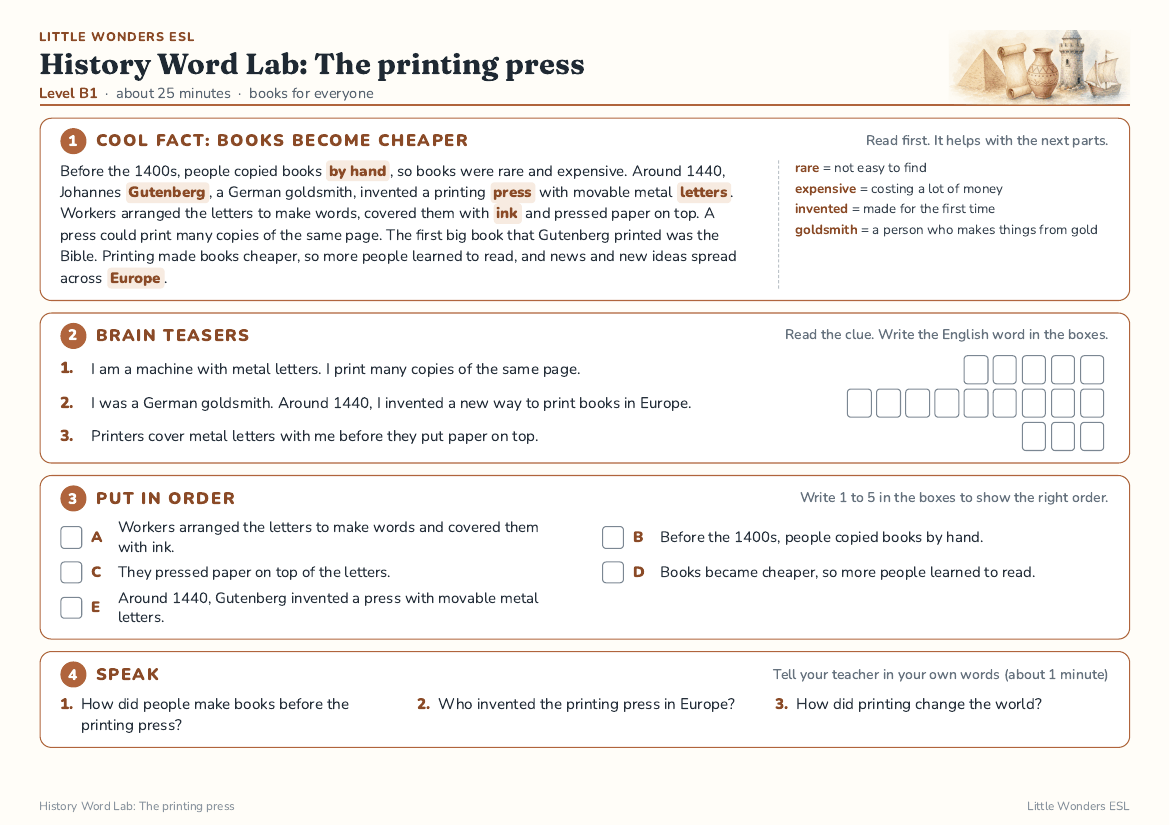 LITTLE WONDERS ESL
History Word Lab: The printing press
Level B1 · about 25 minutes · books for everyone
1 COOL FACT: BOOKS BECOME CHEAPER
Read first. It helps with the next parts.
Before the 1400s, people copied books by hand, so books were rare and expensive. Around 1440,
Johannes Gutenberg, a German goldsmith, invented a printing press with movable metal letters.
Workers arranged the letters to make words, covered them with ink and pressed paper on top. A
press could print many copies of the same page. The first big book that Gutenberg printed was the
Bible. Printing made books cheaper, so more people learned to read, and news and new ideas spread
across Europe.
rare = not easy to find
expensive = costing a lot of money
invented = made for the first time
goldsmith = a person who makes things from gold
2 BRAIN TEASERS
Read the clue. Write the English word in the boxes.
1. I am a machine with metal letters. I print many copies of the same page.
2. I was a German goldsmith. Around 1440, I invented a new way to print books in Europe.
3. Printers cover metal letters with me before they put paper on top.
3 PUT IN ORDER
Write 1 to 5 in the boxes to show the right order.
A Workers arranged the letters to make words and covered them
with ink.
B Before the 1400s, people copied books by hand.
C They pressed paper on top of the letters.
D Books became cheaper, so more people learned to read.
E Around 1440, Gutenberg invented a press with movable metal
letters.
4 SPEAK
Tell your teacher in your own words (about 1 minute)
1. How did people make books before the
printing press?
2. Who invented the printing press in Europe?
3. How did printing change the world?
History Word Lab: The printing press
Little Wonders ESL